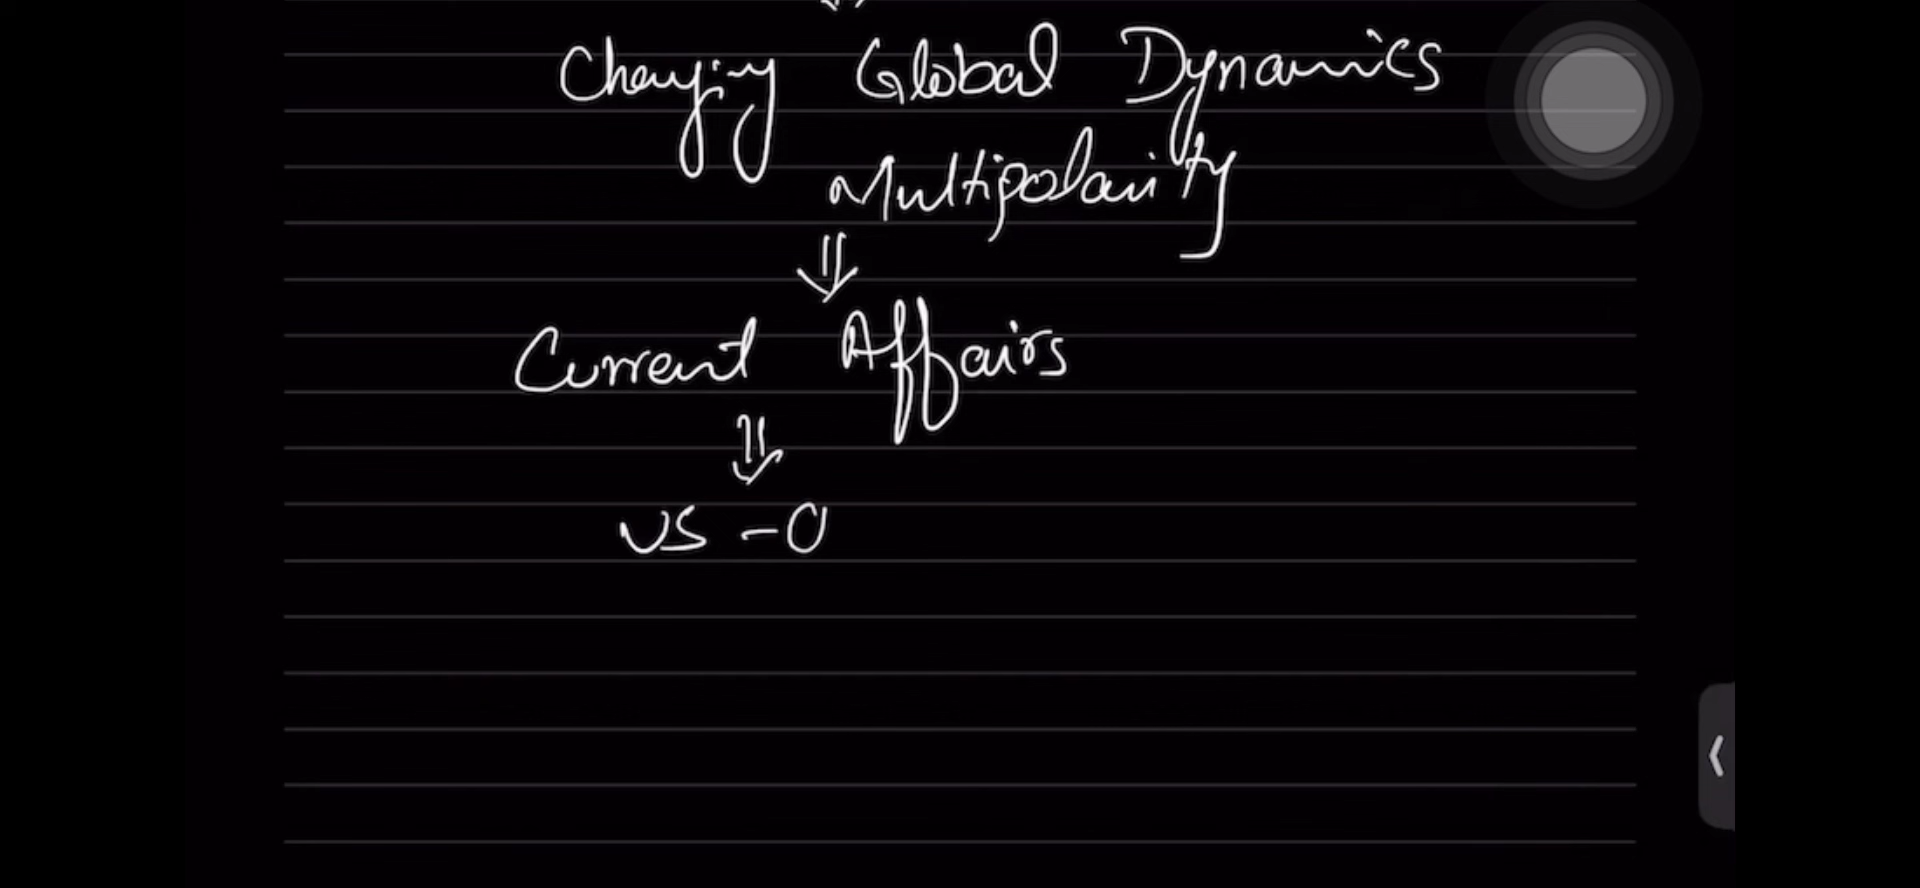 Changing Global Dynamics
Multipolarity
⇓
Current Affairs
⇓
US - C